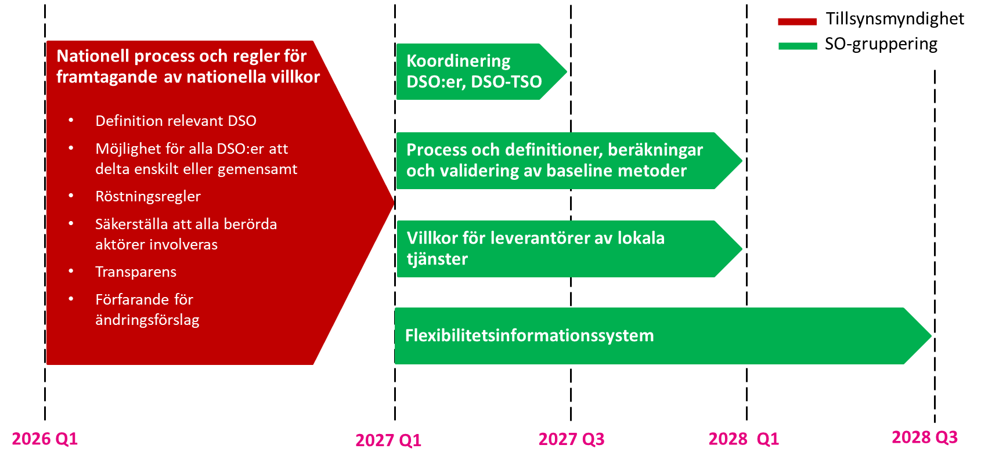 Tillsynsmyndighet
SO-gruppering
Nationell process och regler för
framtagande av nationella villkor
• Definition relevant DSO
• Möjlighet för alla DSO:er att
delta enskilt eller gemensamt
• Röstningsregler
• Säkerställa att alla berörda
aktörer involveras
• Transparens
• Förfarande för
ändringsförslag
Koordinering
DSO:er, DSO-TSO
Process och definitioner, beräkningar
och validering av baseline metoder
Villkor för leverantörer av lokala
tjänster
Flexibilitetsinformationssystem
2026 Q1
2027 Q1
2027 Q3
2028 Q1
2028 Q3